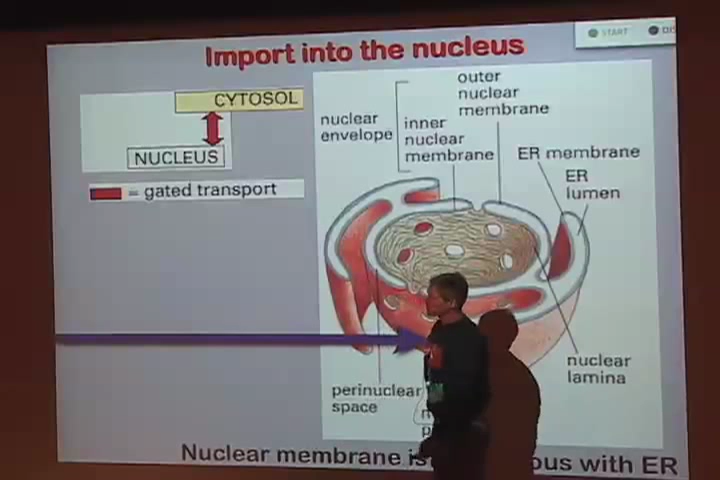 Import into the nucleus
START
CYTOSOL
NUCLEUS
= gated transport
outer
nuclear
membrane
nuclear
envelope
inner
nuclear
membrane
ER membrane
ER
lumen
nuclear
lamina
perinuclear
space
Nuclear membrane is ous with ER